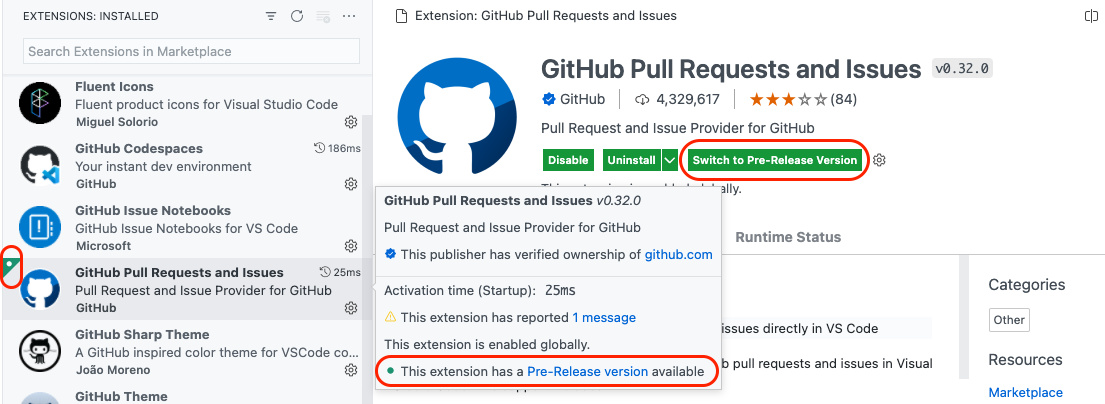 EXTENSIONS: INSTALLED
Search Extensions in Marketplace
Fluent Icons
Fluent product icons for Visual Studio Code
Miguel Solorio
GitHub Codespaces
186ms
Your instant dev environment
GitHub
GitHub Issue Notebooks
GitHub Issue Notebooks for VS Code
Microsoft
GitHub Pull Requests and Issues
25ms
Pull Request and Issue Provider for GitHub
GitHub
GitHub Sharp Theme
A GitHub inspired color theme for VSCode co...
João Moreno
GitHub Theme
Extension: GitHub Pull Requests and Issues
GitHub Pull Requests and Issues v0.32.0
GitHub 4,329,617 (84)
Pull Request and Issue Provider for GitHub
Disable Uninstall Switch to Pre-Release Version
GitHub Pull Requests and Issues v0.32.0
Pull Request and Issue Provider for GitHub
This publisher has verified ownership of github.com
Activation time (Startup): 25ms
This extension has reported 1 message
This extension is enabled globally.
This extension has a Pre-Release version available
Runtime Status
issues directly in VS Code
pull requests and issues in Visual
Categories
Other
Resources
Marketplace